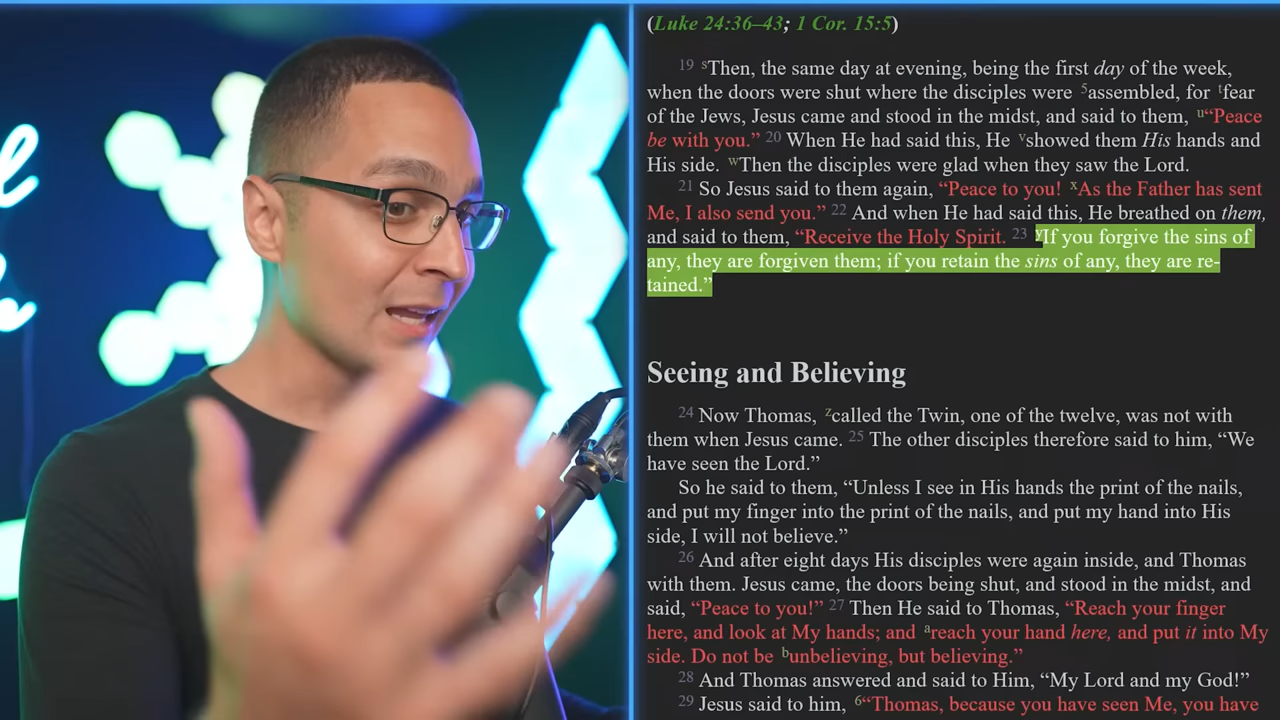 (Luke 24:36–43; 1 Cor. 15:5)
19 sThen, the same day at evening, being the first day of the week,
when the doors were shut where the disciples were 5assembled, for tfear
of the Jews, Jesus came and stood in the midst, and said to them, u“Peace
be with you.” 20 When He had said this, He vshowed them His hands and
His side. wThen the disciples were glad when they saw the Lord.
21 So Jesus said to them again, “Peace to you! xAs the Father has sent
Me, I also send you.” 22 And when He had said this, He breathed on them,
and said to them, “Receive the Holy Spirit. 23 yIf you forgive the sins of
any, they are forgiven them; if you retain the sins of any, they are re-
tained.”
Seeing and Believing
24 Now Thomas, zcalled the Twin, one of the twelve, was not with
them when Jesus came. 25 The other disciples therefore said to him, “We
have seen the Lord.”
So he said to them, “Unless I see in His hands the print of the nails,
and put my finger into the print of the nails, and put my hand into His
side, I will not believe.”
26 And after eight days His disciples were again inside, and Thomas
with them. Jesus came, the doors being shut, and stood in the midst, and
said, “Peace to you!” 27 Then He said to Thomas, “Reach your finger
here, and look at My hands; and areach your hand here, and put it into My
side. Do not be bunbelieving, but believing.”
28 And Thomas answered and said to Him, “My Lord and my God!”
29 Jesus said to him, 6“Thomas, because you have seen Me, you have